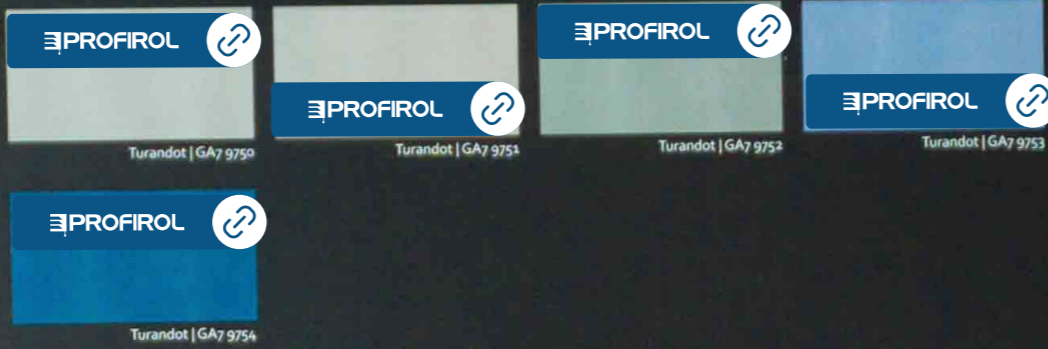 PROFIROL
PROFIROL
PROFIROL
PROFIROL
Turandot | GA7 9750
Turandot | GA7 9751
Turandot | GA7 9752
Turandot | GA7 9753
PROFIROL
Turandot | GA7 9754